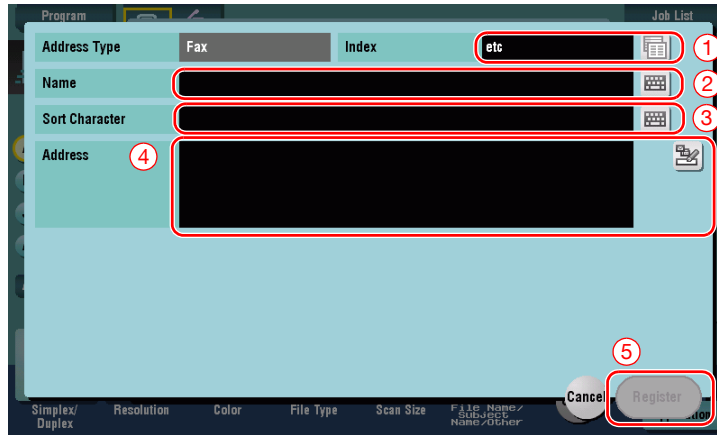 Program
Job List
Address Type
Fax
Index
etc
1
Name
2
Sort Character
3
Address
4
5
Cancel
Register
Simplex/
Duplex
Resolution
Color
File Type
Scan Size
File Name/
Subject
Name/Other